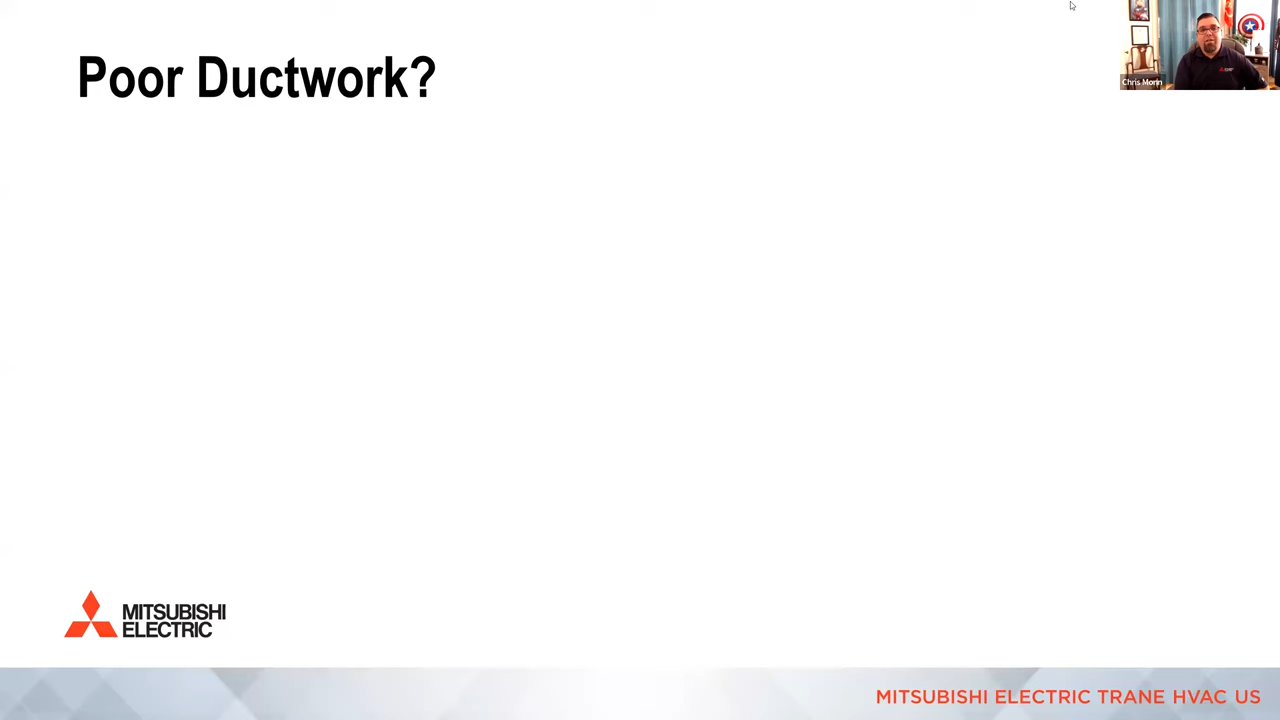 Poor Ductwork?
Chris Morin
MITSUBISHI
ELECTRIC
MITSUBISHI ELECTRIC TRANE HVAC US